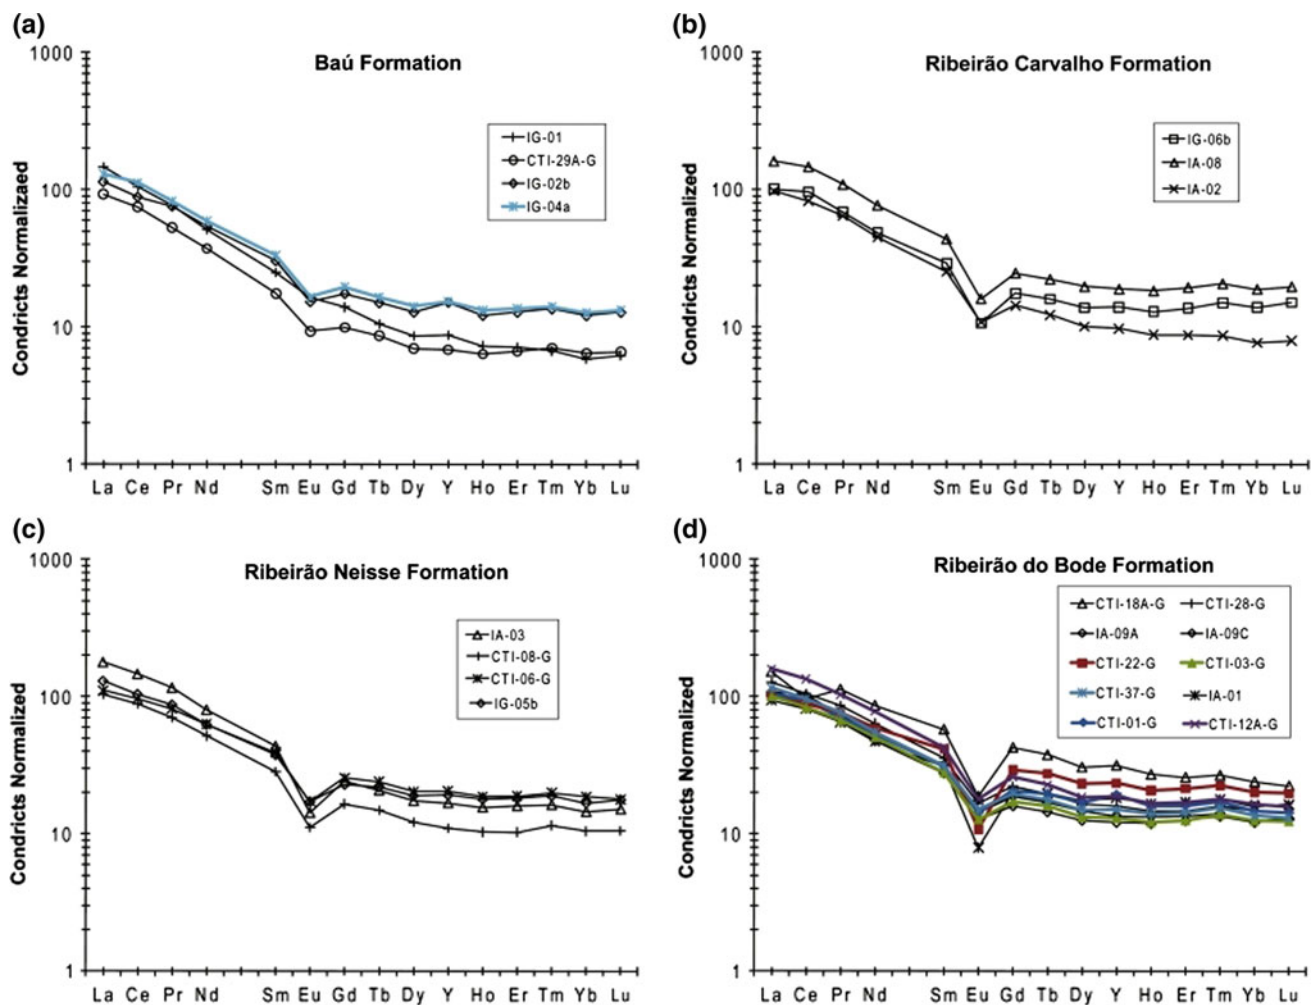 (a)
Baú Formation
Condricts Normalizaed
1000
100
10
1
IG-01
CTI-29A-G
IG-02b
IG-04a
La Ce Pr Nd Sm Eu Gd Tb Dy Y Ho Er Tm Yb Lu
(b)
Ribeirão Carvalho Formation
Condricts Normalized
1000
100
10
1
IG-06b
IA-08
IA-02
La Ce Pr Nd Sm Eu Gd Tb Dy Y Ho Er Tm Yb Lu
(c)
Ribeirão Neisse Formation
Condricts Normalized
1000
100
10
1
IA-03
CTI-08-G
CTI-06-G
IG-05b
La Ce Pr Nd Sm Eu Gd Tb Dy Y Ho Er Tm Yb Lu
(d)
Ribeirão do Bode Formation
Condricts Normalized
1000
100
10
1
CTI-18A-G CTI-28-G
IA-09A IA-09C
CTI-22-G CTI-03-G
CTI-37-G IA-01
CTI-01-G CTI-12A-G
La Ce Pr Nd Sm Eu Gd Tb Dy Y Ho Er Tm Yb Lu